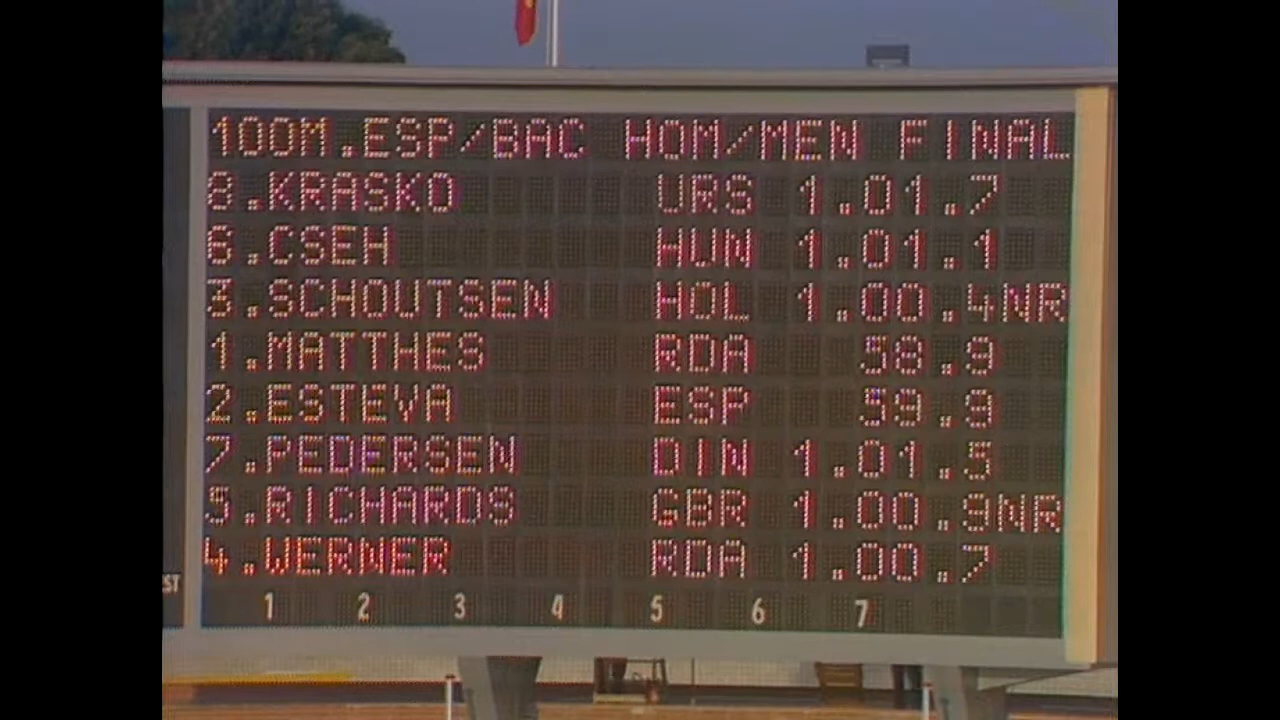 100M.ESP/BAC HOM/MEN FINAL
8.KRASKO URS 1.01.7
6.CSEH HUN 1.01.1
3.SCHOUTSEN HOL 1.00.4NR
1.MATTHES RDA 58.9
2.ESTEVA ESP 59.9
7.PEDERSEN DIN 1.01.5
5.RICHARDS GBR 1.00.9NR
4.WERNER RDA 1.00.7
ST
1 2 3 4 5 6 7